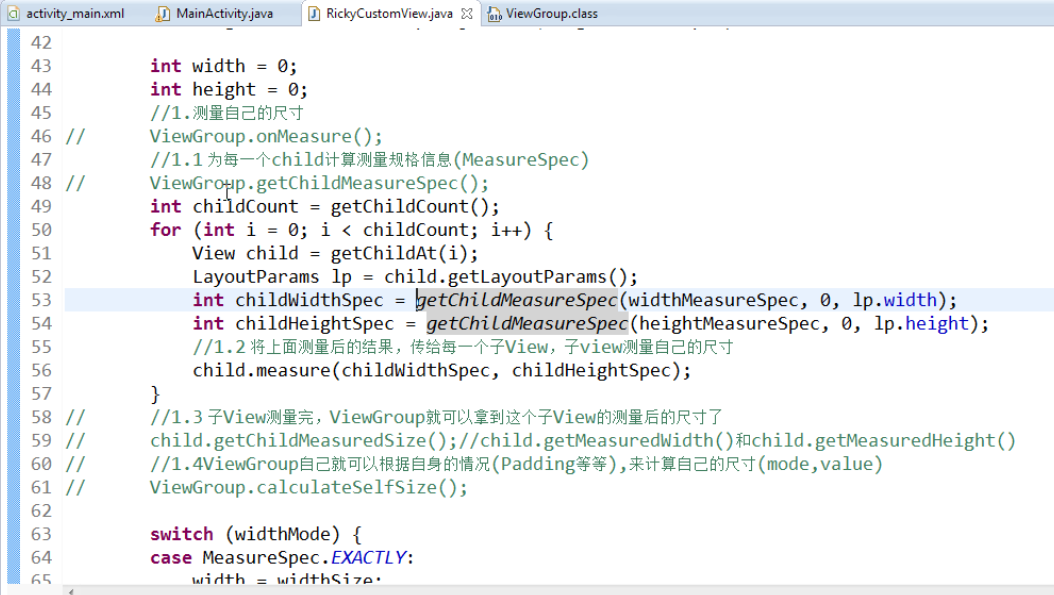 activity_main.xml MainActivity.java RickyCustomView.java ViewGroup.class
42
43 int width = 0;
44 int height = 0;
45 //1.测量自己的尺寸
46 // ViewGroup.onMeasure();
47 //1.1 为每一个child计算测量规格信息(MeasureSpec)
48 // ViewGroup.getChildMeasureSpec();
49 int childCount = getChildCount();
50 for (int i = 0; i < childCount; i++) {
51 View child = getChildAt(i);
52 LayoutParams lp = child.getLayoutParams();
53 int childWidthSpec = getChildMeasureSpec(widthMeasureSpec, 0, lp.width);
54 int childHeightSpec = getChildMeasureSpec(heightMeasureSpec, 0, lp.height);
55 //1.2 将上面测量后的结果，传给每一个子View，子view测量自己的尺寸
56 child.measure(childWidthSpec, childHeightSpec);
57 }
58 // //1.3 子View测量完，ViewGroup就可以拿到这个子View的测量后的尺寸了
59 // child.getChildMeasuredSize();//child.getMeasuredWidth()和child.getMeasuredHeight()
60 // //1.4ViewGroup自己就可以根据自身的情况(Padding等等),来计算自己的尺寸(mode,value)
61 // ViewGroup.calculateSelfSize();
62
63 switch (widthMode) {
64 case MeasureSpec.EXACTLY:
65 width = widthSize;